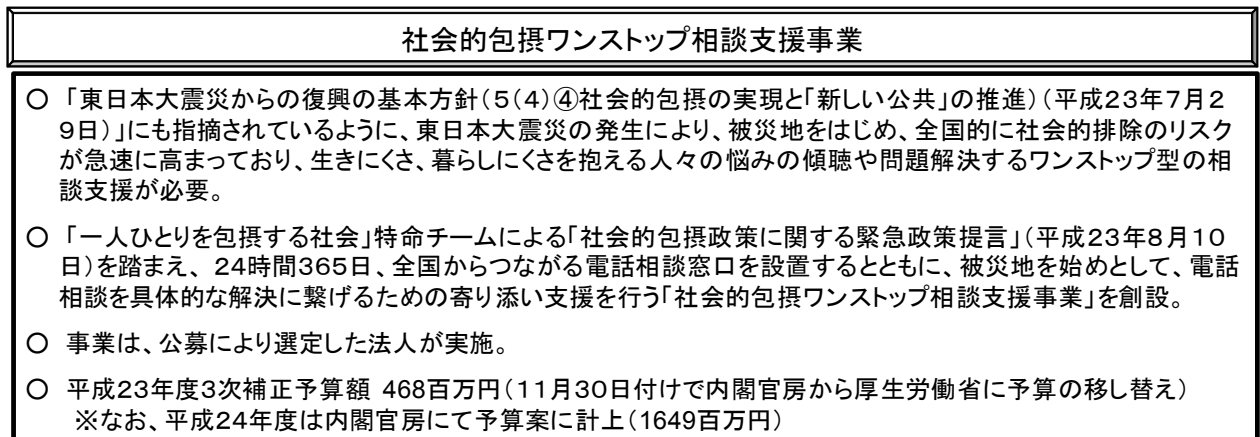 社会的包摂ワンストップ相談支援事業
○ 「東日本大震災からの復興の基本方針（5（4）④社会的包摂の実現と「新しい公共」の推進）（平成２３年７月２
９日）」にも指摘されているように、東日本大震災の発生により、被災地をはじめ、全国的に社会的排除のリスク
が急速に高まっており、生きにくさ、暮らしにくさを抱える人々の悩みの傾聴や問題解決するワンストップ型の相
談支援が必要。
○ 「一人ひとりを包摂する社会」特命チームによる「社会的包摂政策に関する緊急政策提言」（平成２３年８月１０
日）を踏まえ、 ２４時間３６５日、全国からつながる電話相談窓口を設置するとともに、被災地を始めとして、電話
相談を具体的な解決に繋げるための寄り添い支援を行う「社会的包摂ワンストップ相談支援事業」を創設。
○ 事業は、公募により選定した法人が実施。
○ 平成２３年度３次補正予算額 ４６８百万円（１１月３０日付けで内閣官房から厚生労働省に予算の移し替え）
※なお、平成２４年度は内閣官房にて予算案に計上（１６４９百万円）